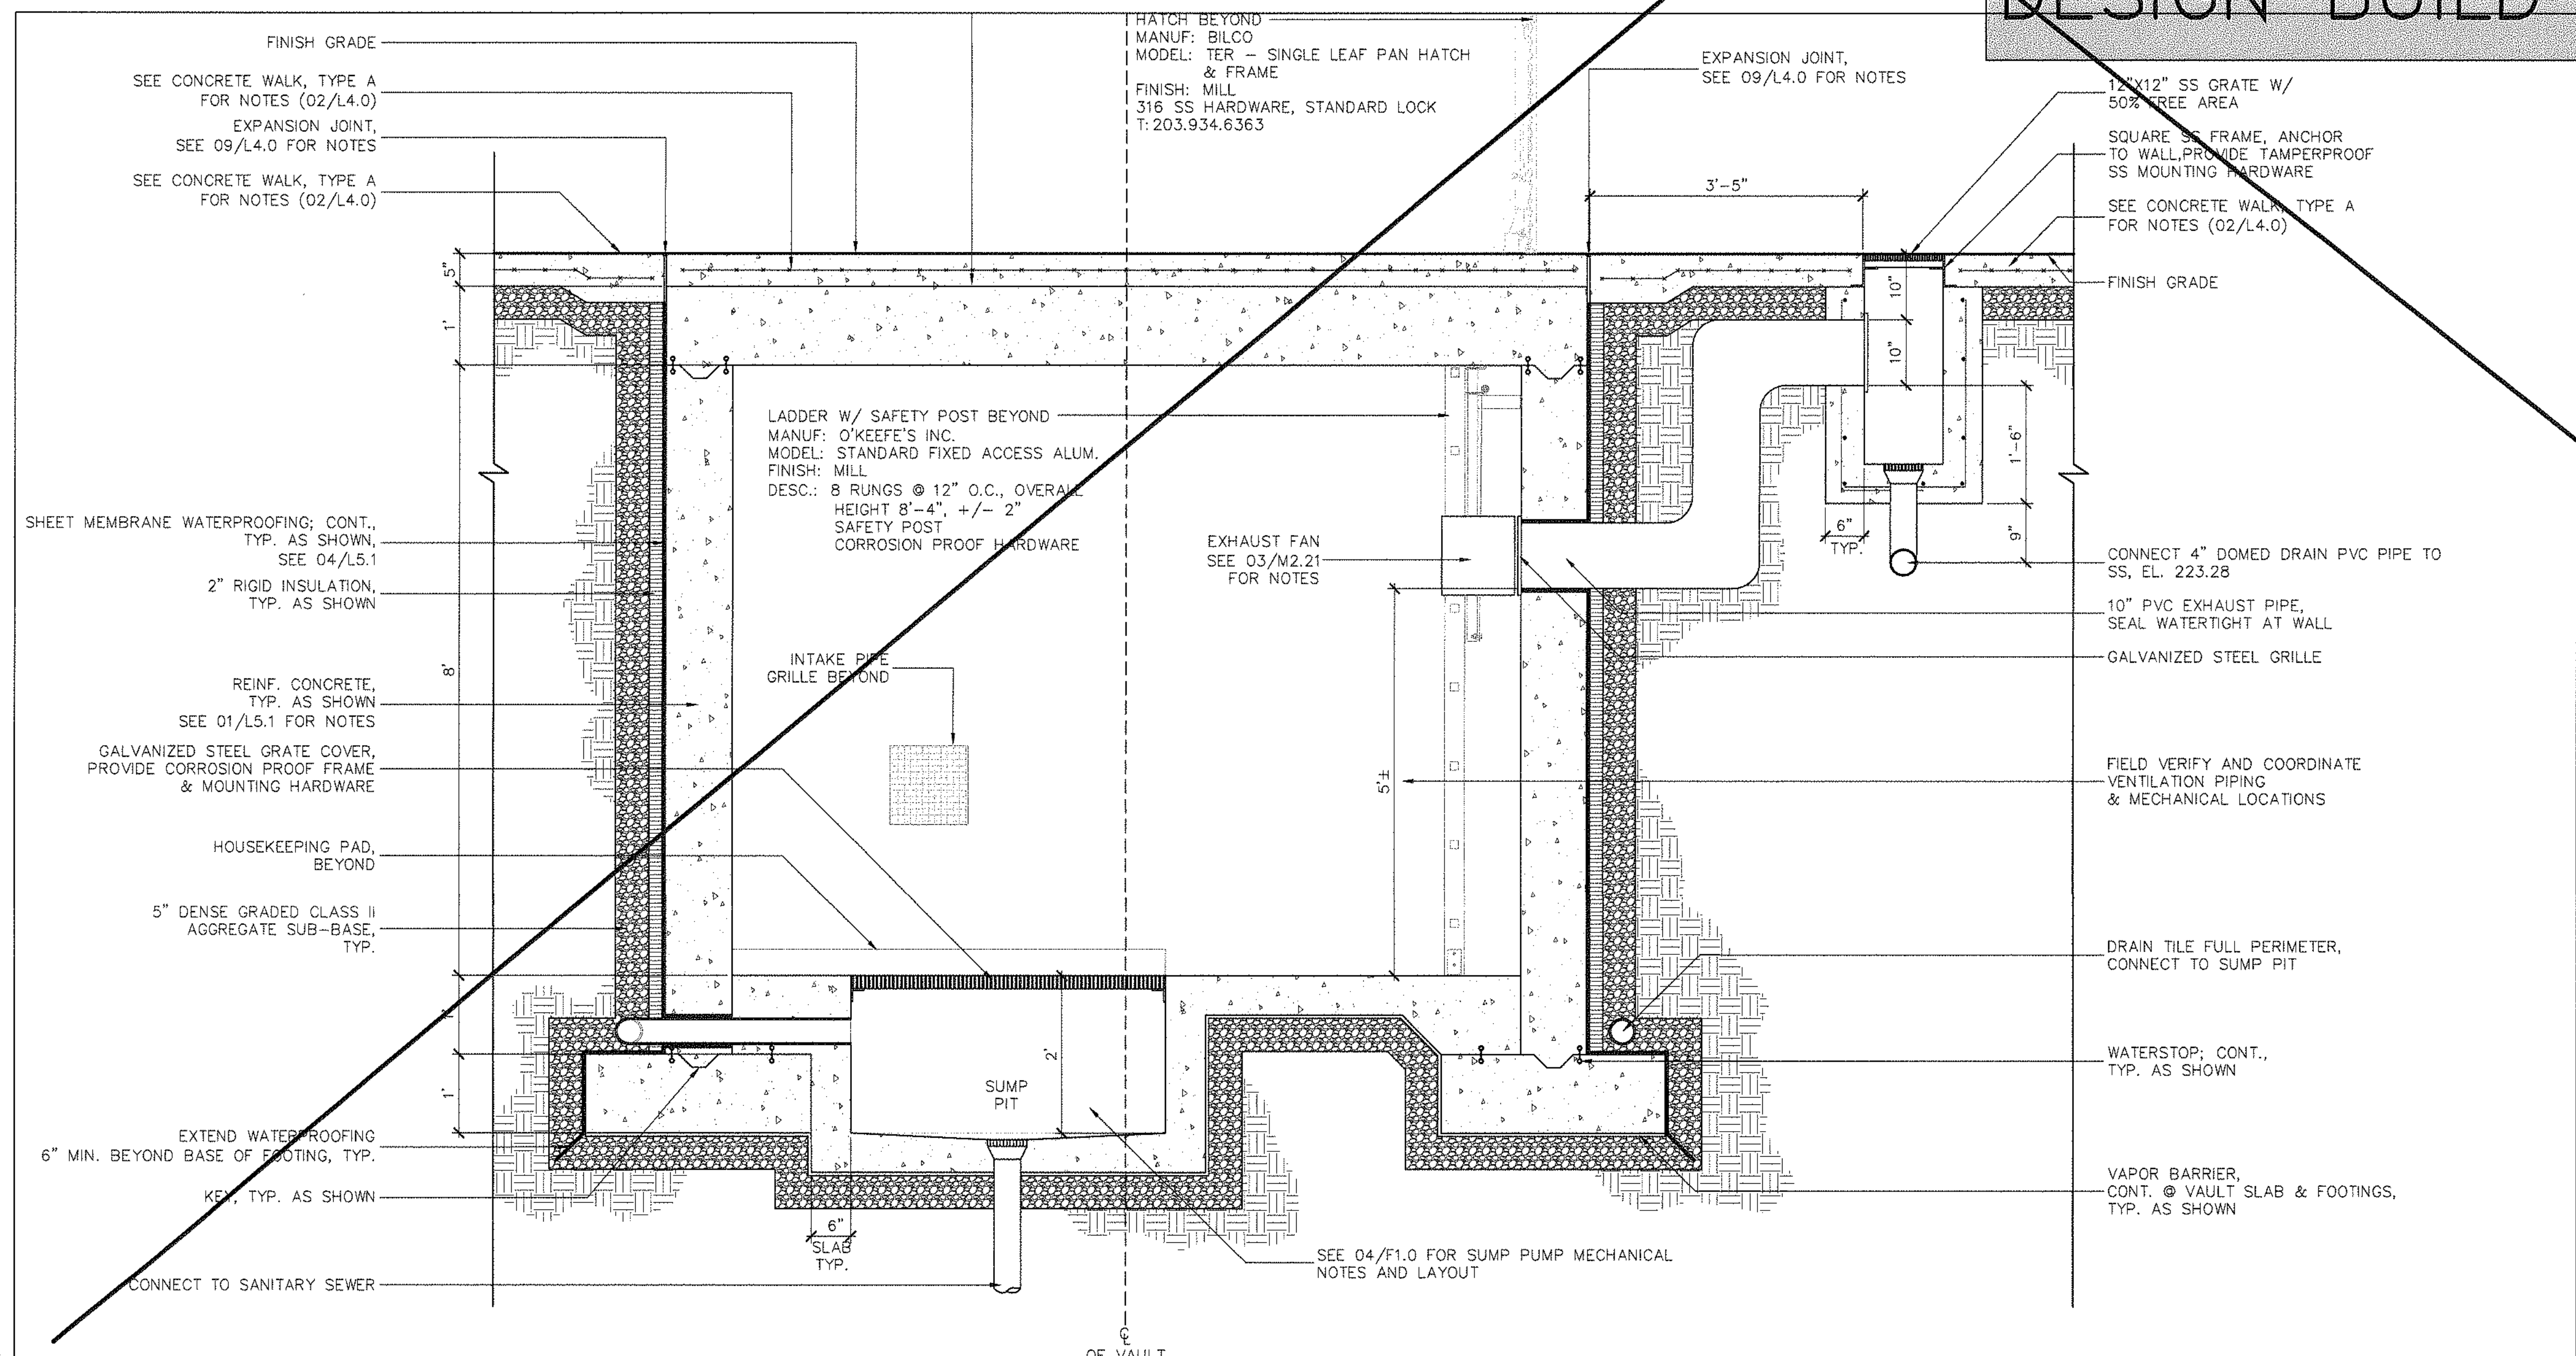 DESIGN BUILD
FINISH GRADE
SEE CONCRETE WALK, TYPE A
FOR NOTES (02/L4.0)
EXPANSION JOINT,
SEE 09/L4.0 FOR NOTES
SEE CONCRETE WALK, TYPE A
FOR NOTES (02/L4.0)
HATCH BEYOND
MANUF: BILCO
MODEL: TER – SINGLE LEAF PAN HATCH
& FRAME
FINISH: MILL
316 SS HARDWARE, STANDARD LOCK
T: 203.934.6363
EXPANSION JOINT,
SEE 09/L4.0 FOR NOTES
12"X12" SS GRATE W/
50% FREE AREA
SQUARE SS FRAME, ANCHOR
TO WALL,PROVIDE TAMPERPROOF
SS MOUNTING HARDWARE
SEE CONCRETE WALK, TYPE A
FOR NOTES (02/L4.0)
FINISH GRADE
3'-5"
5"
1'
8'
1'
1'
10"
10"
1'-6"
9"
6"
TYP.
LADDER W/ SAFETY POST BEYOND
MANUF: O'KEEFE'S INC.
MODEL: STANDARD FIXED ACCESS ALUM.
FINISH: MILL
DESC.: 8 RUNGS @ 12" O.C., OVERALL
HEIGHT 8'-4", +/- 2"
SAFETY POST
CORROSION PROOF HARDWARE
EXHAUST FAN
SEE 03/M2.21
FOR NOTES
INTAKE PIPE
GRILLE BEYOND
5'±
SHEET MEMBRANE WATERPROOFING; CONT.,
TYP. AS SHOWN,
SEE 04/L5.1
2" RIGID INSULATION,
TYP. AS SHOWN
REINF. CONCRETE,
TYP. AS SHOWN
SEE 01/L5.1 FOR NOTES
GALVANIZED STEEL GRATE COVER,
PROVIDE CORROSION PROOF FRAME
& MOUNTING HARDWARE
HOUSEKEEPING PAD,
BEYOND
5" DENSE GRADED CLASS II
AGGREGATE SUB-BASE,
TYP.
EXTEND WATERPROOFING
6" MIN. BEYOND BASE OF FOOTING, TYP.
KEY, TYP. AS SHOWN
CONNECT TO SANITARY SEWER
CONNECT 4" DOMED DRAIN PVC PIPE TO
SS, EL. 223.28
10" PVC EXHAUST PIPE,
SEAL WATERTIGHT AT WALL
GALVANIZED STEEL GRILLE
FIELD VERIFY AND COORDINATE
VENTILATION PIPING
& MECHANICAL LOCATIONS
DRAIN TILE FULL PERIMETER,
CONNECT TO SUMP PIT
WATERSTOP; CONT.,
TYP. AS SHOWN
VAPOR BARRIER,
CONT. @ VAULT SLAB & FOOTINGS,
TYP. AS SHOWN
2'
SUMP
PIT
6"
SLAB
TYP.
SEE 04/F1.0 FOR SUMP PUMP MECHANICAL
NOTES AND LAYOUT
℄
OF VAULT